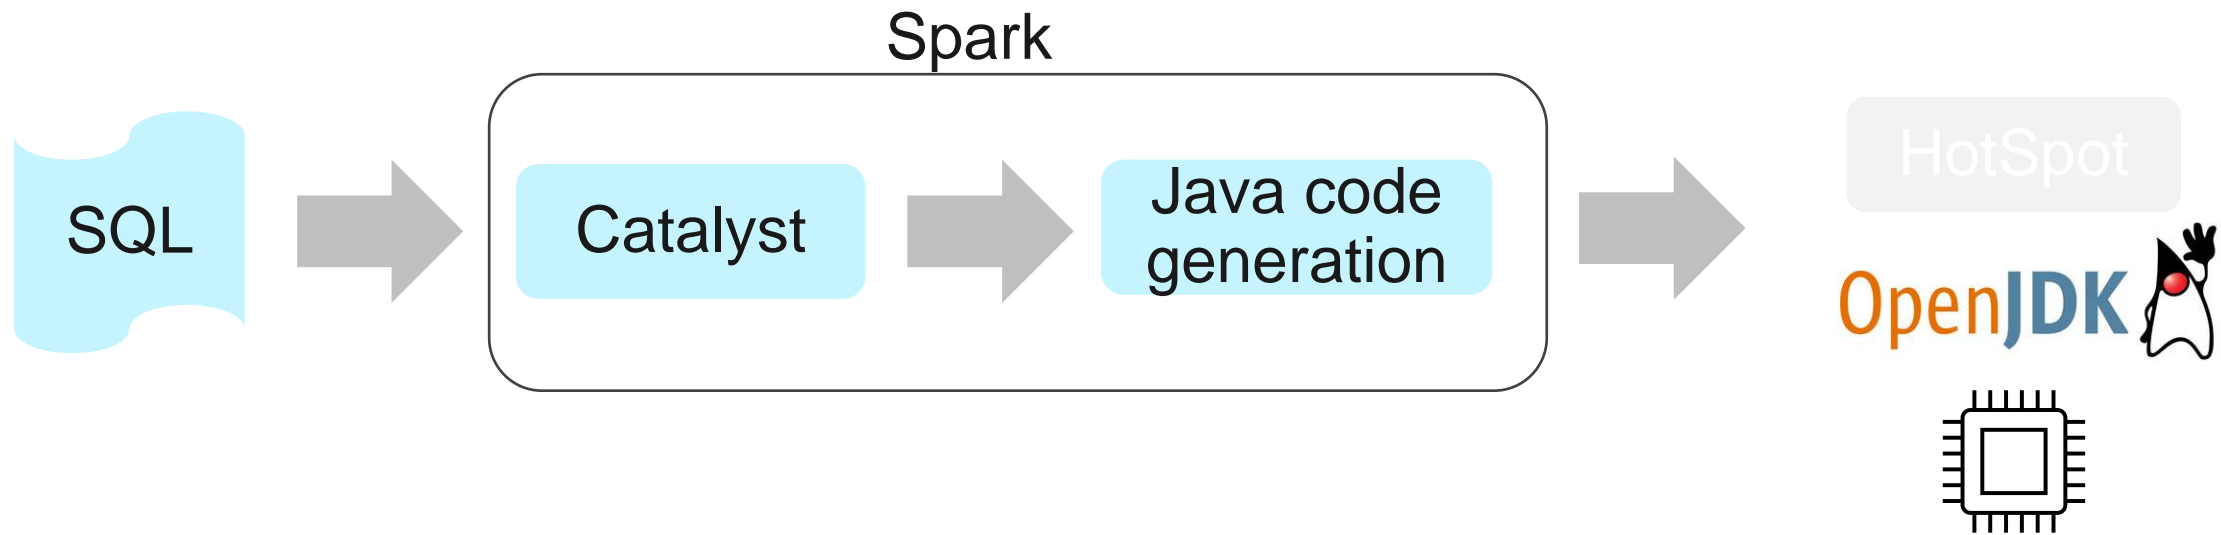 Spark
SQL
Catalyst
Java code
generation
HotSpot
OpenJDK